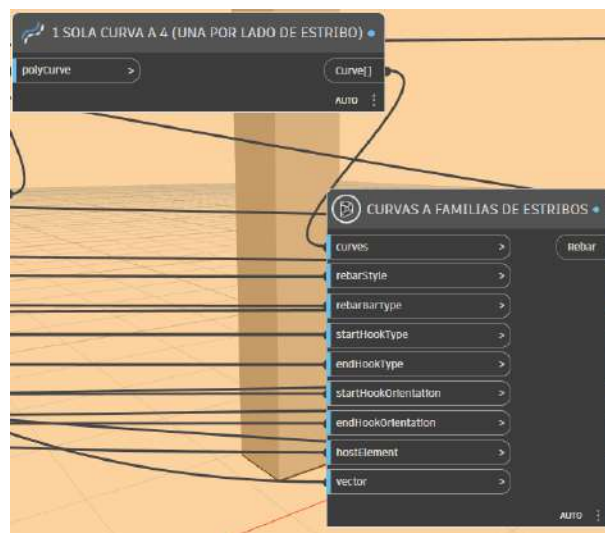 1 SOLA CURVA A 4 (UNA POR LADO DE ESTRIBO)
polyCurve > Curve[]
AUTO
CURVAS A FAMILIAS DE ESTRIBOS
curves > Rebar
rebarStyle >
rebarBarType >
startHookType >
endHookType >
startHookOrientation >
endHookOrientation >
hostElement >
vector >
AUTO